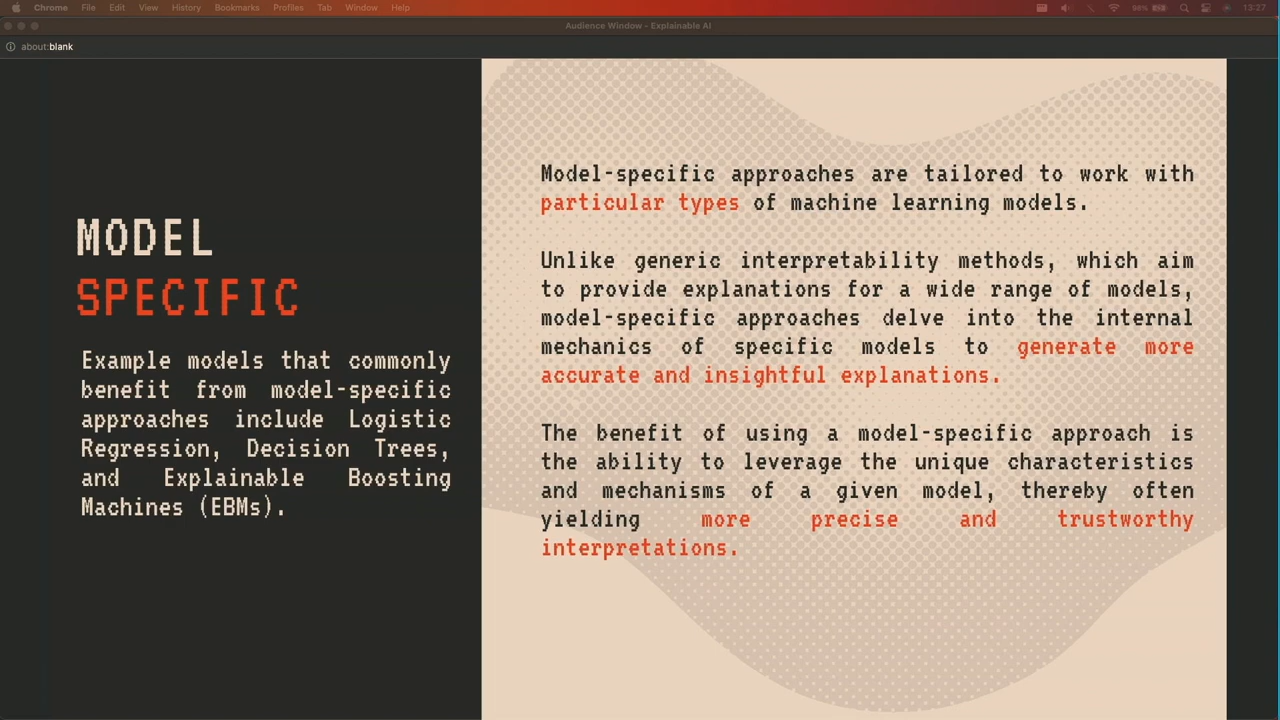 Chrome File Edit View History Bookmarks Profiles Tab Window Help 98% 13:27
Audience Window - Explainable AI
about:blank
MODEL
SPECIFIC
Example models that commonly
benefit from model-specific
approaches include Logistic
Regression, Decision Trees,
and Explainable Boosting
Machines (EBMs).
Model-specific approaches are tailored to work with
particular types of machine learning models.
Unlike generic interpretability methods, which aim
to provide explanations for a wide range of models,
model-specific approaches delve into the internal
mechanics of specific models to generate more
accurate and insightful explanations.
The benefit of using a model-specific approach is
the ability to leverage the unique characteristics
and mechanisms of a given model, thereby often
yielding more precise and trustworthy
interpretations.